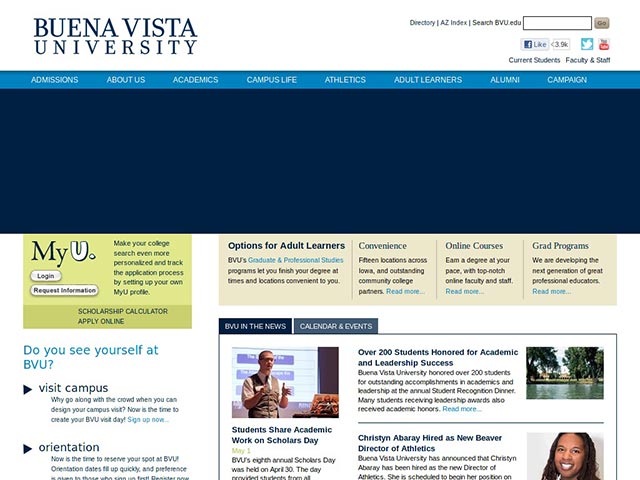 BUENA VISTA
UNIVERSITY
Directory | AZ Index | Search BVU.edu
Go
Like 3.9k
You Tube
Current Students Faculty & Staff
ADMISSIONS ABOUT US ACADEMICS CAMPUS LIFE ATHLETICS ADULT LEARNERS ALUMNI CAMPAIGN
My U.
Login
Request Information
Make your college
search even more
personalized and track
the application process
by setting up your own
MyU profile.
SCHOLARSHIP CALCULATOR
APPLY ONLINE
Options for Adult Learners
BVU's Graduate & Professional Studies
programs let you finish your degree at
times and locations convenient to you.
Convenience
Fifteen locations across
Iowa, and outstanding
community college
partners. Read more...
Online Courses
Earn a degree at your
pace, with top-notch
online faculty and staff.
Read more...
Grad Programs
We are developing the
next generation of great
professional educators.
Read more...
Do you see yourself at
BVU?
visit campus
Why go along with the crowd when you can
design your campus visit? Now is the time to
create your BVU visit day! Sign up now...
orientation
Now is the time to reserve your spot at BVU!
Orientation dates fill up quickly, and preference
is given to those who sign up first! Register now
BVU IN THE NEWS CALENDAR & EVENTS
Students Share Academic
Work on Scholars Day
May 1
BVU's eighth annual Scholars Day
was held on April 30. The day
provided students from all
Over 200 Students Honored for Academic
and Leadership Success
Buena Vista University honored over 200 students
for outstanding accomplishments in academics and
leadership at the annual Student Recognition Dinner.
Many students receiving leadership awards also
received academic honors. Read more...
Christyn Abaray Hired as New Beaver
Director of Athletics
Buena Vista University has announced that Christyn
Abaray has been hired as the new Director of
Athletics. She is scheduled to begin her position on